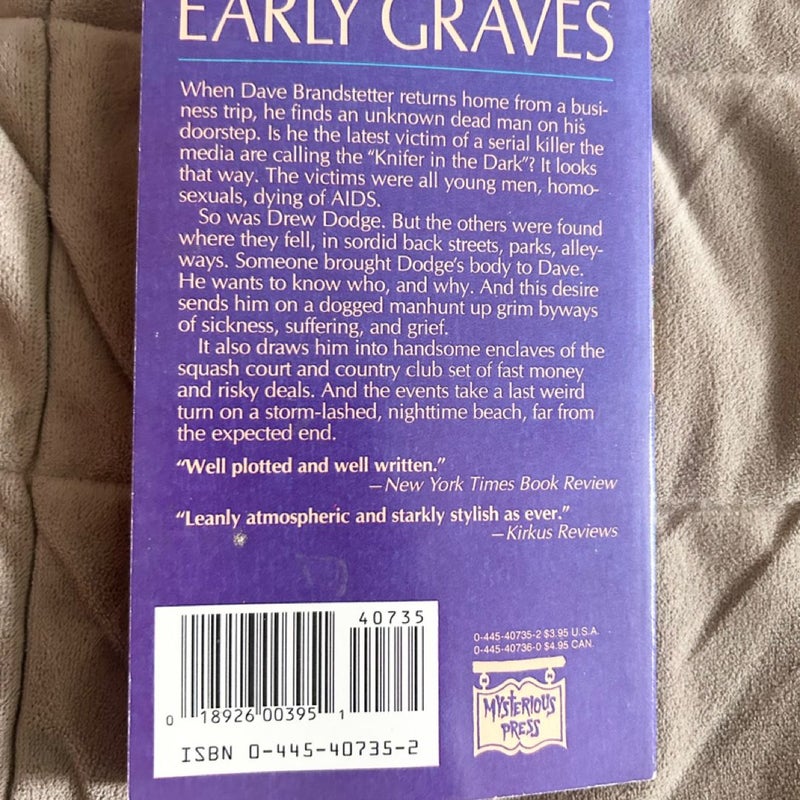 EARLY GRAVES
When Dave Brandstetter returns home from a busi-
ness trip, he finds an unknown dead man on his
doorstep. Is he the latest victim of a serial killer the
media are calling the “Knifer in the Dark”? It looks
that way. The victims were all young men, homo-
sexuals, dying of AIDS.
So was Drew Dodge. But the others were found
where they fell, in sordid back streets, parks, alley-
ways. Someone brought Dodge's body to Dave.
He wants to know who, and why. And this desire
sends him on a dogged manhunt up grim byways
of sickness, suffering, and grief.
It also draws him into handsome enclaves of the
squash court and country club set of fast money
and risky deals. And the events take a last weird
turn on a storm-lashed, nighttime beach, far from
the expected end.
“Well plotted and well written.”
—New York Times Book Review
“Leanly atmospheric and starkly stylish as ever.”
—Kirkus Reviews
40735
0 18926 00395 1
ISBN 0-445-40735-2
0-445-40735-2 $3.95 U.S.A.
0-445-40736-0 $4.95 CAN.
MYSTERIOUS
PRESS